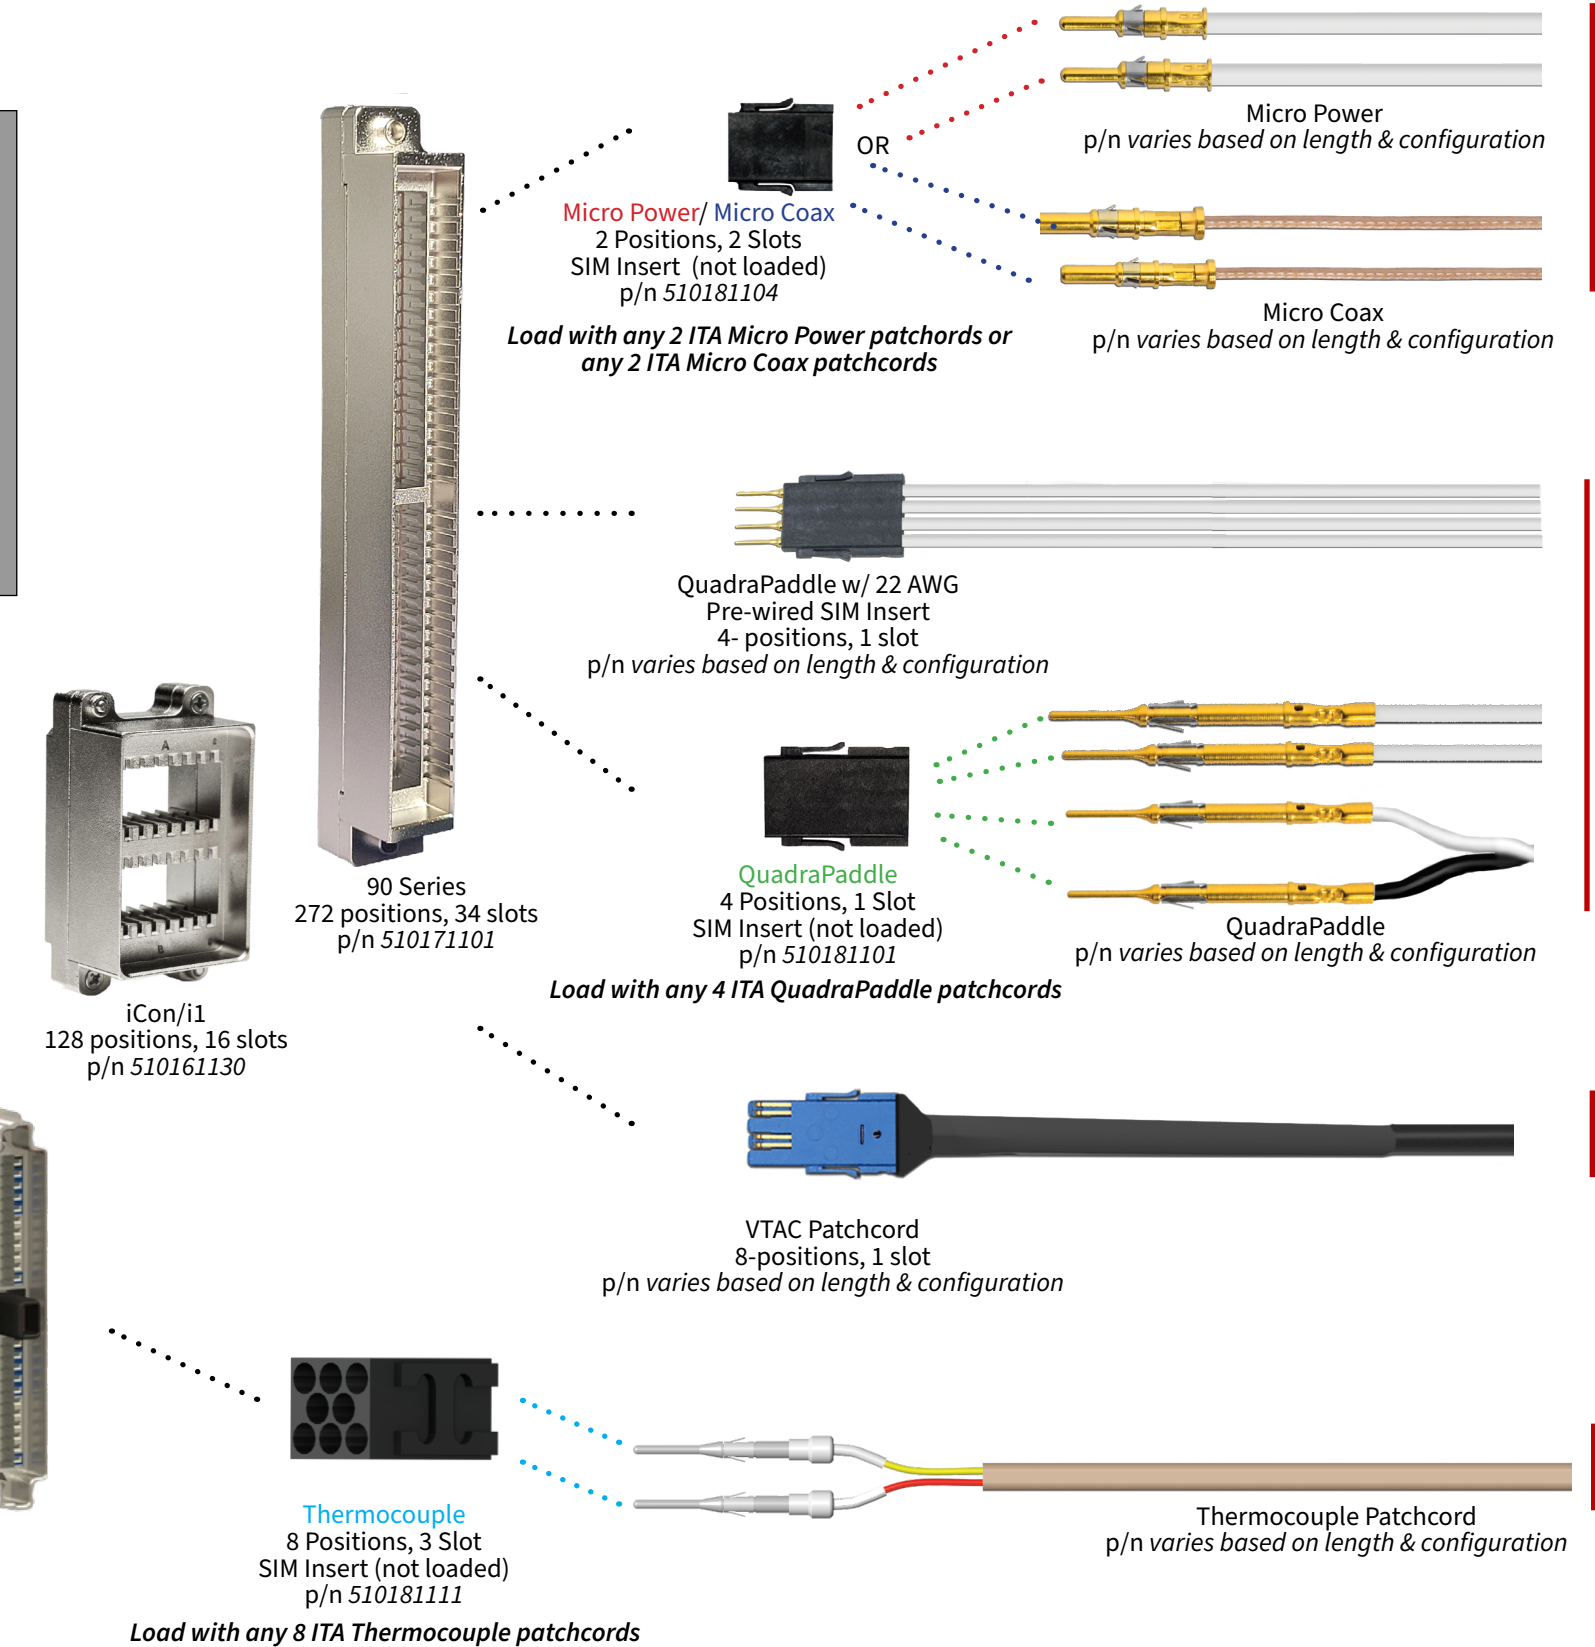 Micro Power
p/n varies based on length & configuration
OR
Micro Power/ Micro Coax
2 Positions, 2 Slots
SIM Insert (not loaded)
p/n 510181104
Load with any 2 ITA Micro Power patchords or
any 2 ITA Micro Coax patchcords
Micro Coax
p/n varies based on length & configuration
QuadraPaddle w/ 22 AWG
Pre-wired SIM Insert
4- positions, 1 slot
p/n varies based on length & configuration
A
B
90 Series
272 positions, 34 slots
p/n 510171101
QuadraPaddle
4 Positions, 1 Slot
SIM Insert (not loaded)
p/n 510181101
Load with any 4 ITA QuadraPaddle patchcords
QuadraPaddle
p/n varies based on length & configuration
iCon/i1
128 positions, 16 slots
p/n 510161130
VTAC Patchcord
8-positions, 1 slot
p/n varies based on length & configuration
Thermocouple
8 Positions, 3 Slot
SIM Insert (not loaded)
p/n 510181111
Load with any 8 ITA Thermocouple patchcords
Thermocouple Patchcord
p/n varies based on length & configuration